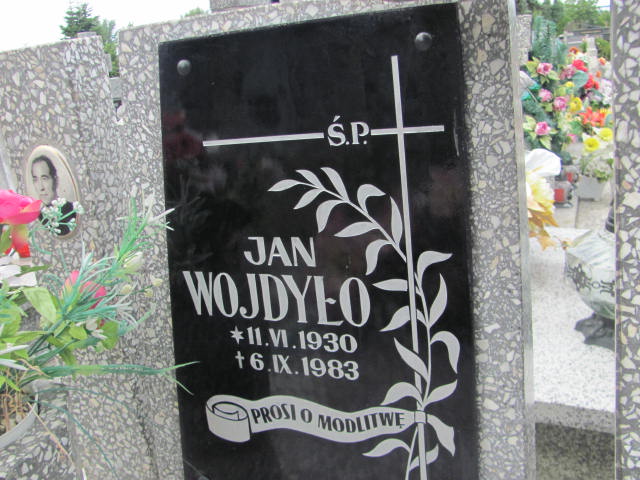 Ś.P.
JAN
WOJDYŁO
*11.VI.1930
†6.IX.1983
PROSI O MODLITWĘ